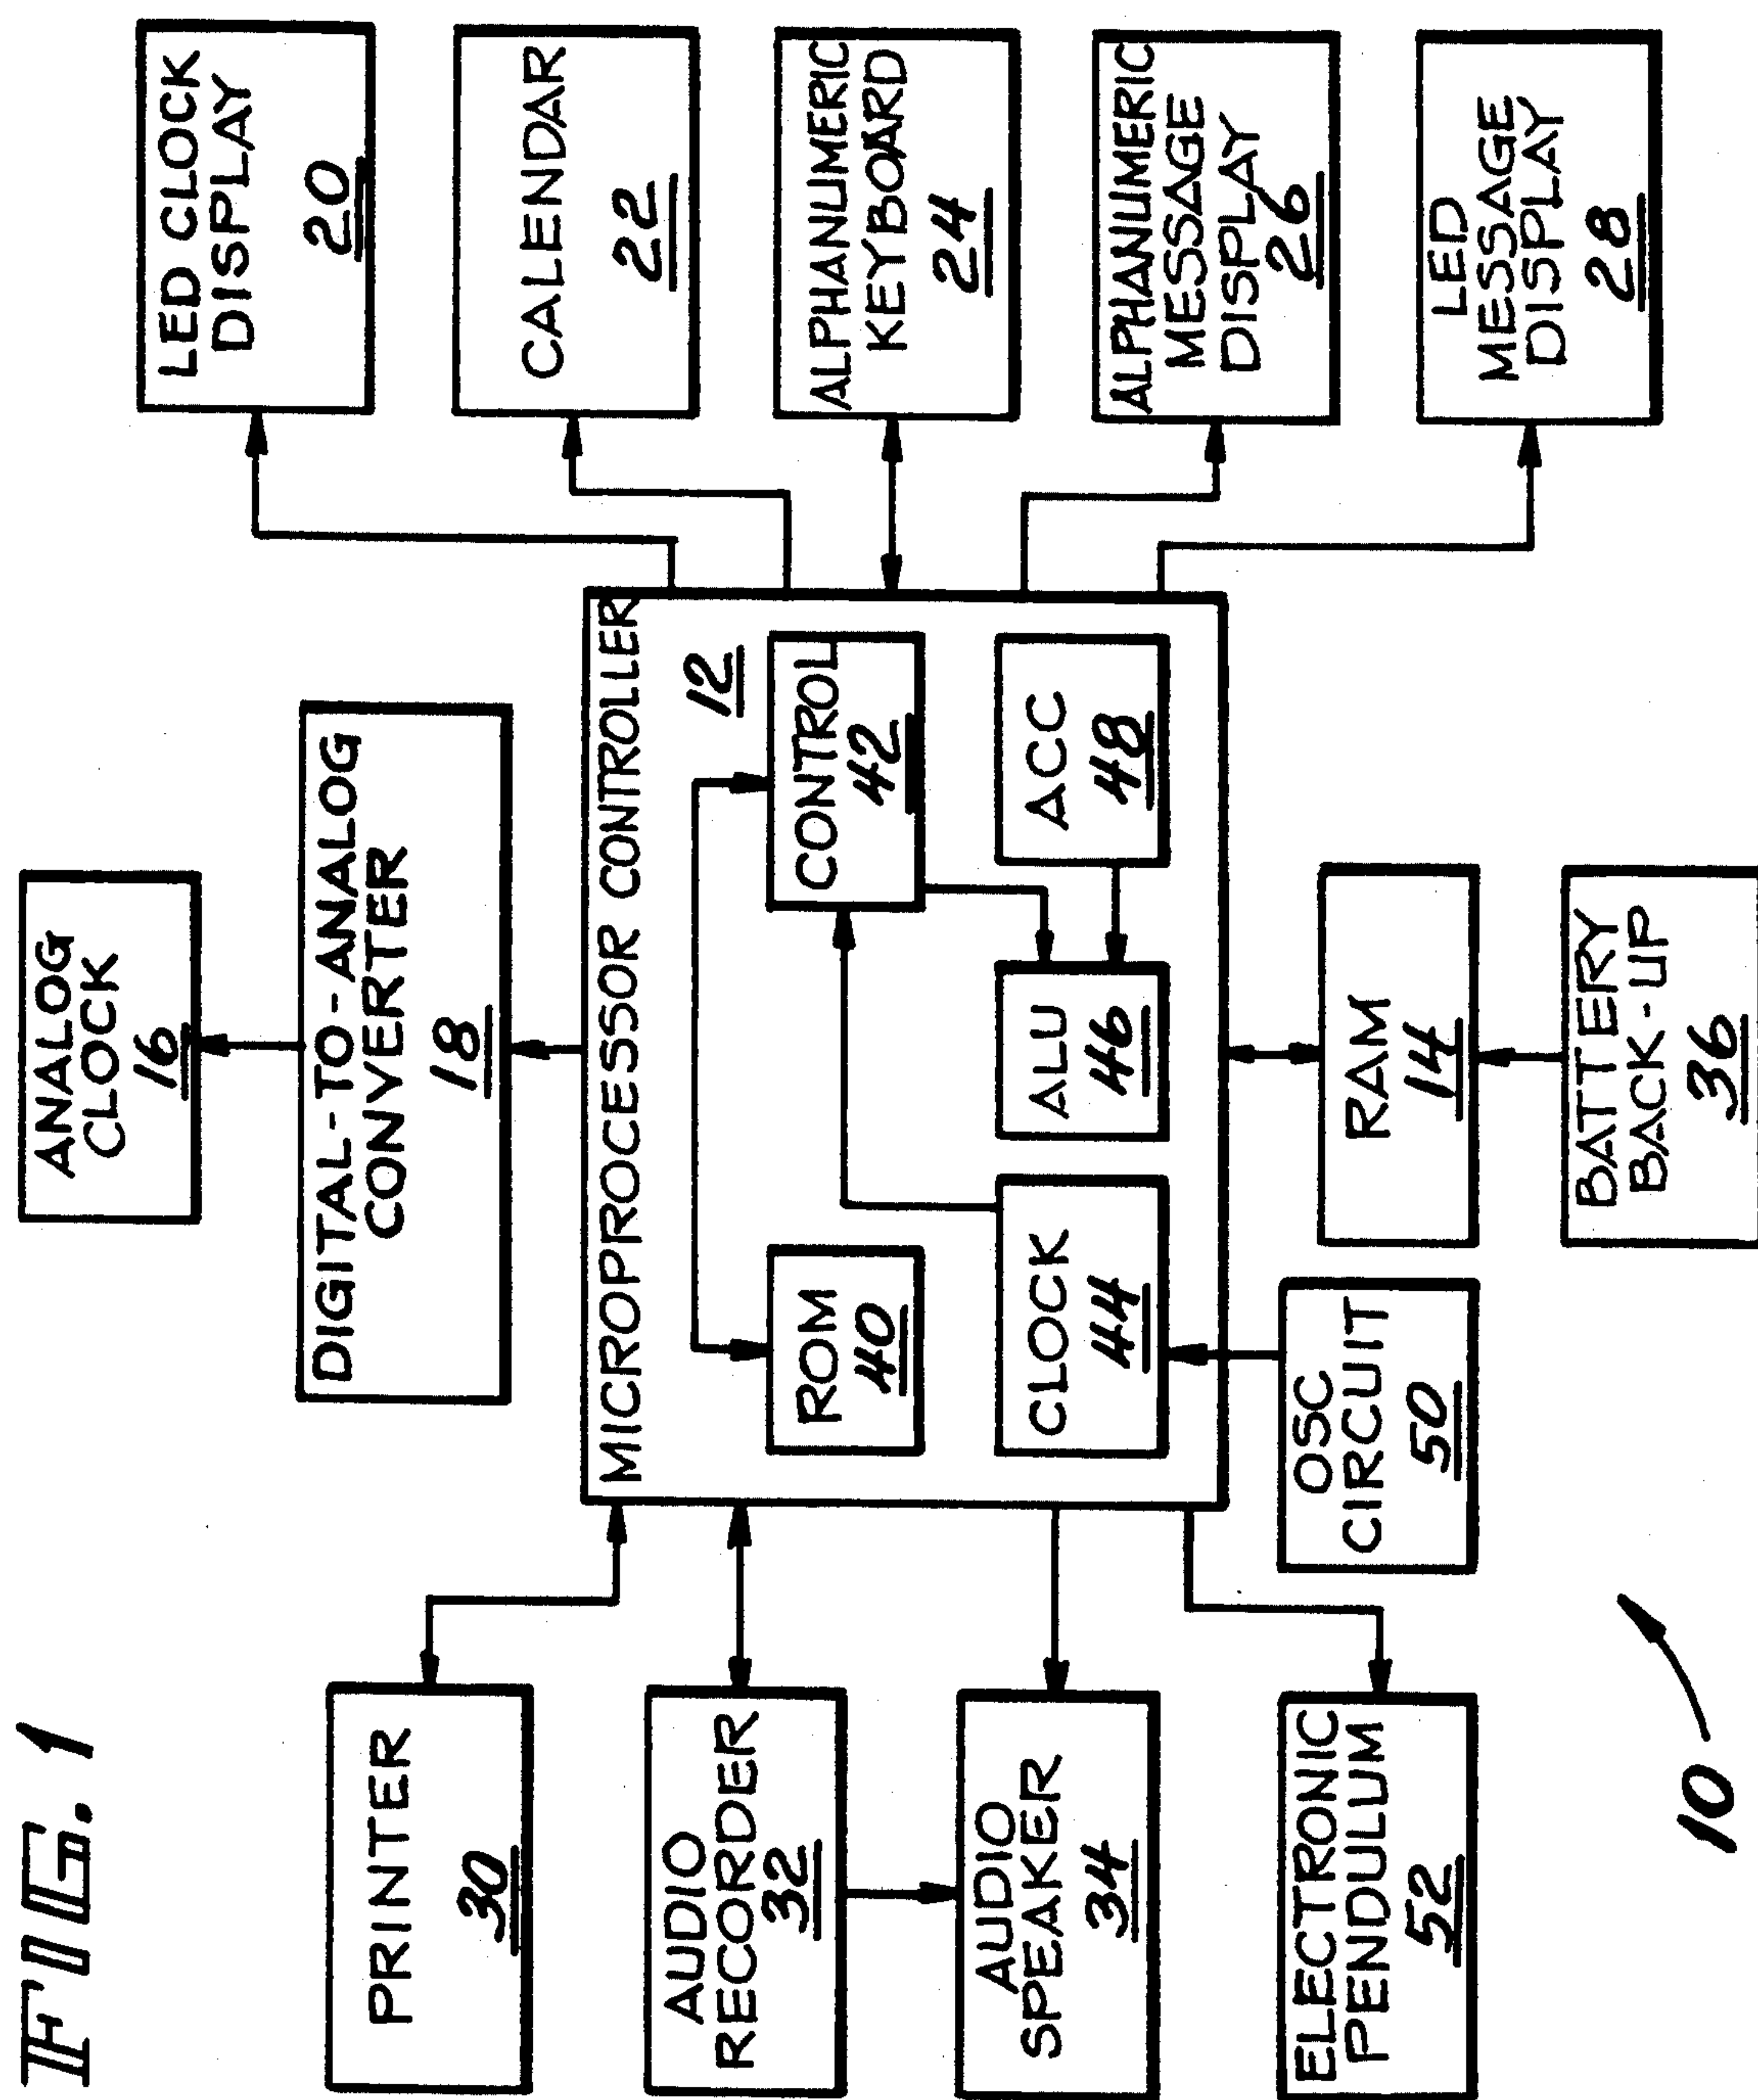 FIG. 1
ANALOG
CLOCK
16
DIGITAL-TO-ANALOG
CONVERTER
18
PRINTER
30
AUDIO
RECORDER
32
AUDIO
SPEAKER
34
ELECTRONIC
PENDULUM
52
MICROPROCESSOR CONTROLLER
12
ROM
40
CONTROL
42
CLOCK
44
ALU
46
ACC
48
LED CLOCK
DISPLAY
20
CALENDAR
22
ALPHANUMERIC
KEYBOARD
24
ALPHANUMERIC
MESSAGE
DISPLAY
26
LED
MESSAGE
DISPLAY
28
OSC
CIRCUIT
50
RAM
14
BATTERY
BACK-UP
36
10